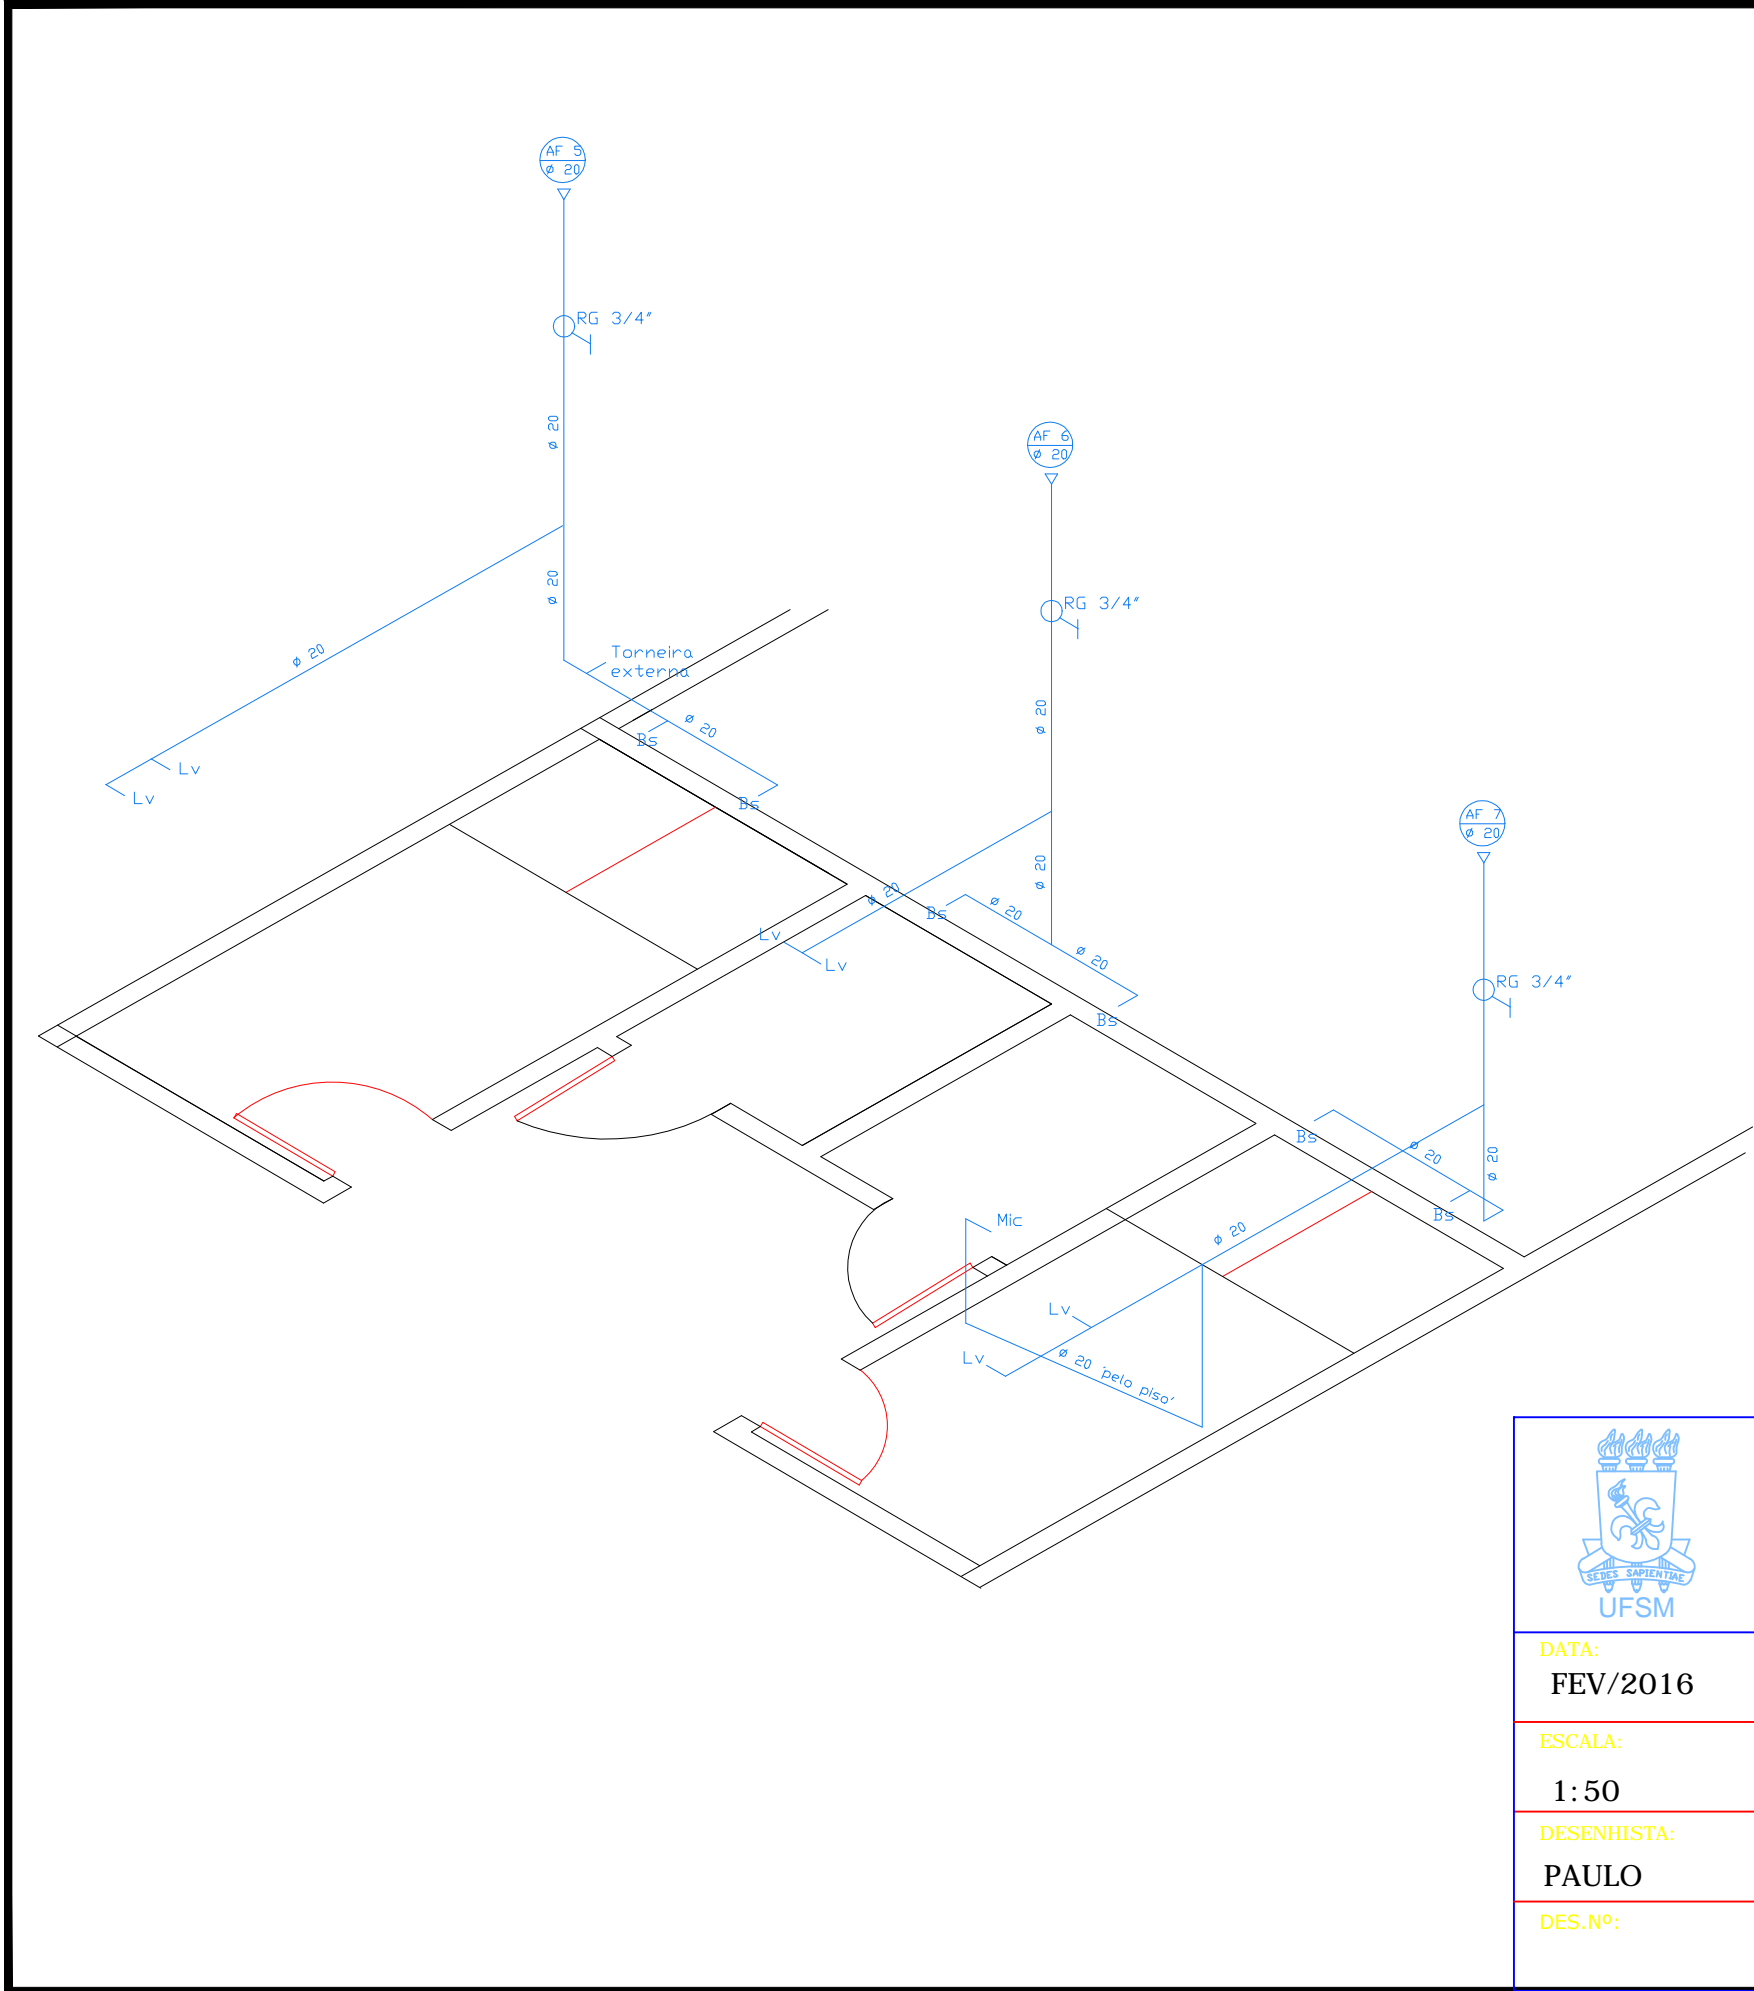 AF 5
ø 20
RG 3/4"
ø 20
AF 6
ø 20
ø 20
RG 3/4"
ø 20
Torneira
externa
ø 20
ø 20
Bs
Lv
Lv
Bs
AF 7
ø 20
ø 20
ø 20
Bs
ø 20
Lv
Lv
ø 20
RG 3/4"
Bs
Bs
ø 20
ø 20
Bs
Mic
ø 20
Lv
Lv
ø 20 'pelo piso'
SEDES SAPIENTIAE
UFSM
DATA:
FEV/2016
ESCALA:
1:50
DESENHISTA:
PAULO
DES.Nº: